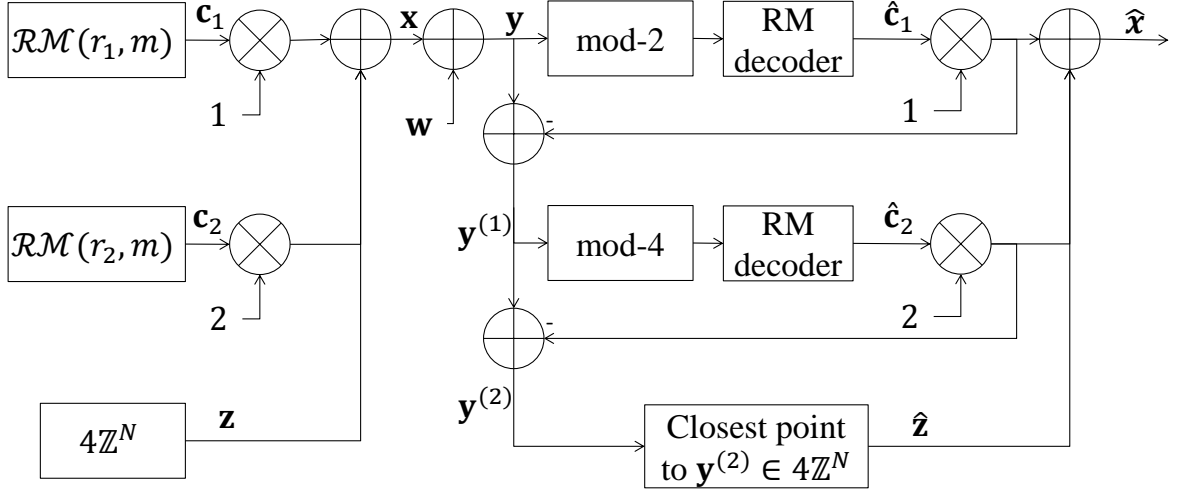 𝓡𝓜(r₁, m)
c₁
1
x
w
y
mod-2
RM
decoder
ĉ₁
1
x̂
-
𝓡𝓜(r₂, m)
c₂
2
y⁽¹⁾
mod-4
RM
decoder
ĉ₂
2
-
4ℤᴺ
z
y⁽²⁾
Closest point
to y⁽²⁾ ∈ 4ℤᴺ
ẑ